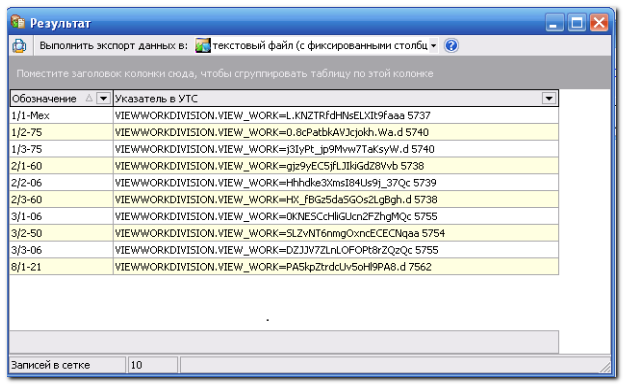 Результат
Выполнить экспорт данных в: текстовый файл (с фиксированными столбц
Поместите заголовок колонки сюда, чтобы сгруппировать таблицу по этой колонке
Обозначение Указатель в УТС
1/1-Мех VIEWWORKDIVISION.VIEW_WORK=L.KNZTRfdHNsELXIt9faaa 5737
1/2-75 VIEWWORKDIVISION.VIEW_WORK=0.8cPatbkAVJcjokh.Wa.d 5740
1/3-75 VIEWWORKDIVISION.VIEW_WORK=j3IyPt_jp9Mvw7TaKsyW.d 5740
2/1-60 VIEWWORKDIVISION.VIEW_WORK=gjz9yEC5jfLJIkiGdZ8Vvb 5738
2/2-06 VIEWWORKDIVISION.VIEW_WORK=Hhhdke3XmsI84Us9j_37Qc 5739
2/3-60 VIEWWORKDIVISION.VIEW_WORK=HX_fBGz5daSGOs2LgBgh.d 5738
3/1-06 VIEWWORKDIVISION.VIEW_WORK=0KNESCcHliGUcn2FZhgMQc 5755
3/2-50 VIEWWORKDIVISION.VIEW_WORK=SLZvNT6nmgOxncECECNqaa 5754
3/3-06 VIEWWORKDIVISION.VIEW_WORK=DZJJV7ZLnLOFOPt8rZQzQc 5755
8/1-21 VIEWWORKDIVISION.VIEW_WORK=PA5kpZtrdcUv5oHl9PA8.d 7562
Записей в сетке 10